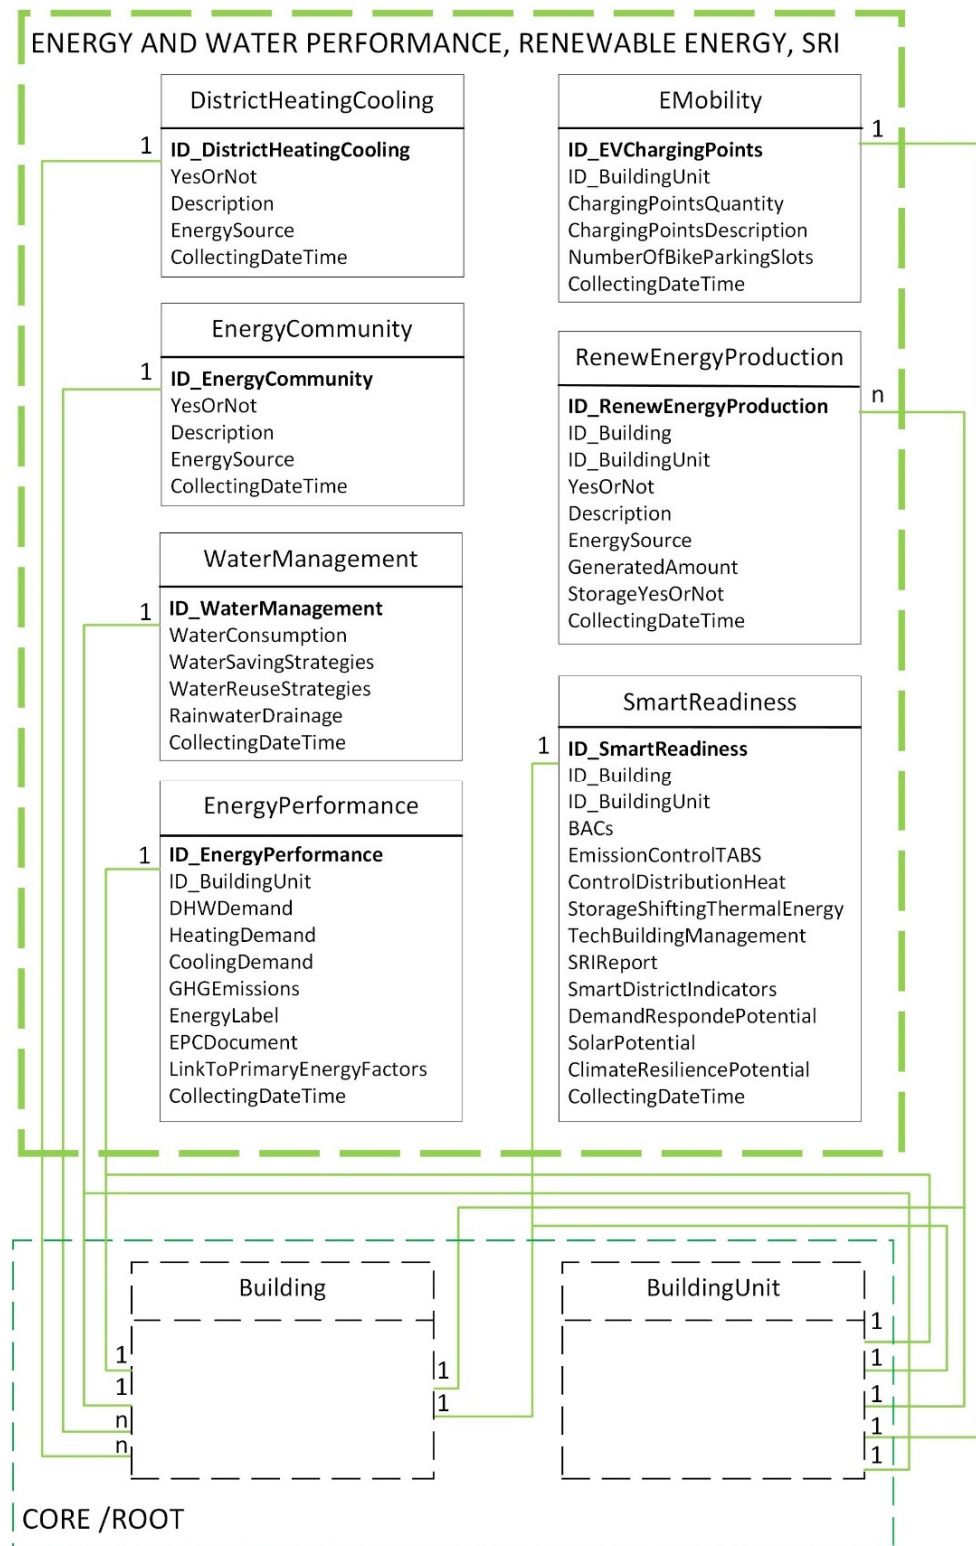 ENERGY AND WATER PERFORMANCE, RENEWABLE ENERGY, SRI
DistrictHeatingCooling
1
ID_DistrictHeatingCooling
YesOrNot
Description
EnergySource
CollectingDateTime
EnergyCommunity
1
ID_EnergyCommunity
YesOrNot
Description
EnergySource
CollectingDateTime
WaterManagement
1
ID_WaterManagement
WaterConsumption
WaterSavingStrategies
WaterReuseStrategies
RainwaterDrainage
CollectingDateTime
EnergyPerformance
1
ID_EnergyPerformance
ID_BuildingUnit
DHWDemand
HeatingDemand
CoolingDemand
GHGEmissions
EnergyLabel
EPCDocument
LinkToPrimaryEnergyFactors
CollectingDateTime
EMobility
1
ID_EVChargingPoints
ID_BuildingUnit
ChargingPointsQuantity
ChargingPointsDescription
NumberOfBikeParkingSlots
CollectingDateTime
RenewEnergyProduction
n
ID_RenewEnergyProduction
ID_Building
ID_BuildingUnit
YesOrNot
Description
EnergySource
GeneratedAmount
StorageYesOrNot
CollectingDateTime
SmartReadiness
1
ID_SmartReadiness
ID_Building
ID_BuildingUnit
BACs
EmissionControlTABS
ControlDistributionHeat
StorageShiftingThermalEnergy
TechBuildingManagement
SRIReport
SmartDistrictIndicators
DemandRespondePotential
SolarPotential
ClimateResiliencePotential
CollectingDateTime
Building
1
1
n
n
1
1
BuildingUnit
1
1
1
1
1
CORE /ROOT